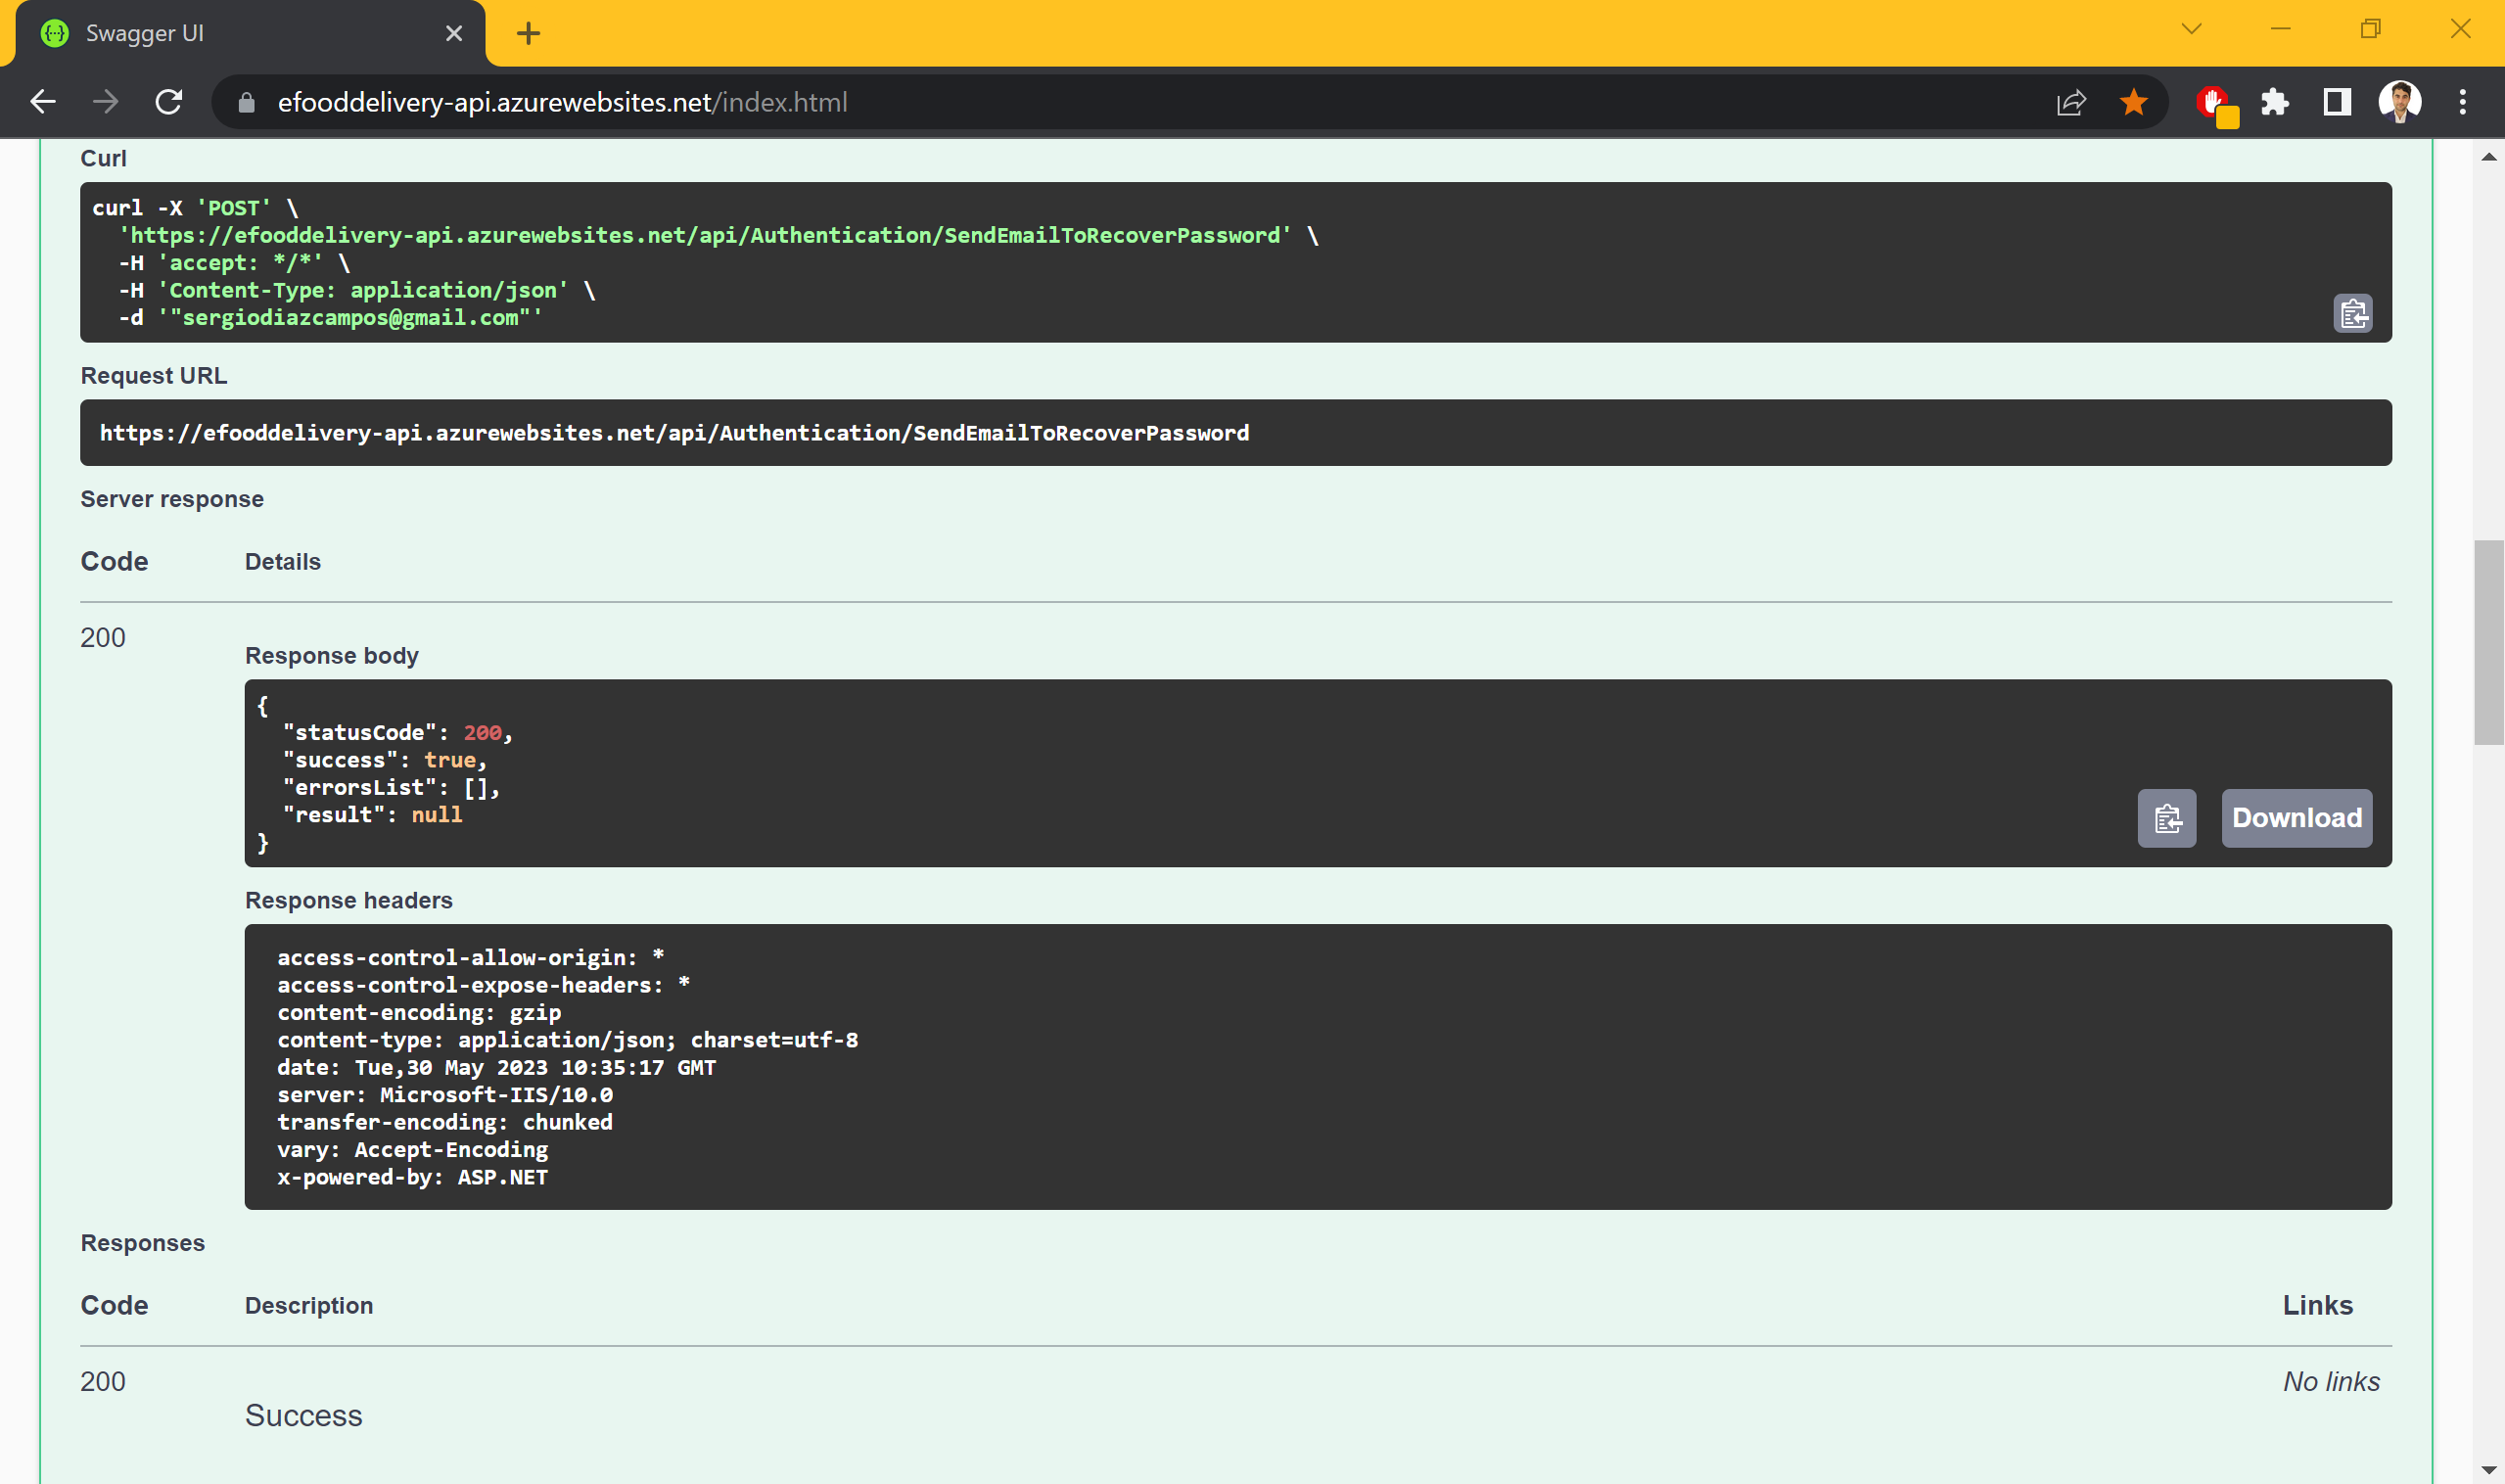 Swagger UI
efooddelivery-api.azurewebsites.net/index.html
Curl
curl -X 'POST' \
  'https://efooddelivery-api.azurewebsites.net/api/Authentication/SendEmailToRecoverPassword' \
  -H 'accept: */*' \
  -H 'Content-Type: application/json' \
  -d '"sergiodiazcampos@gmail.com"'
Request URL
https://efooddelivery-api.azurewebsites.net/api/Authentication/SendEmailToRecoverPassword
Server response
Code Details
200
Response body
{
  "statusCode": 200,
  "success": true,
  "errorsList": [],
  "result": null
}
Download
Response headers
access-control-allow-origin: *
access-control-expose-headers: *
content-encoding: gzip
content-type: application/json; charset=utf-8
date: Tue,30 May 2023 10:35:17 GMT
server: Microsoft-IIS/10.0
transfer-encoding: chunked
vary: Accept-Encoding
x-powered-by: ASP.NET
Responses
Code Description Links
200 No links
Success